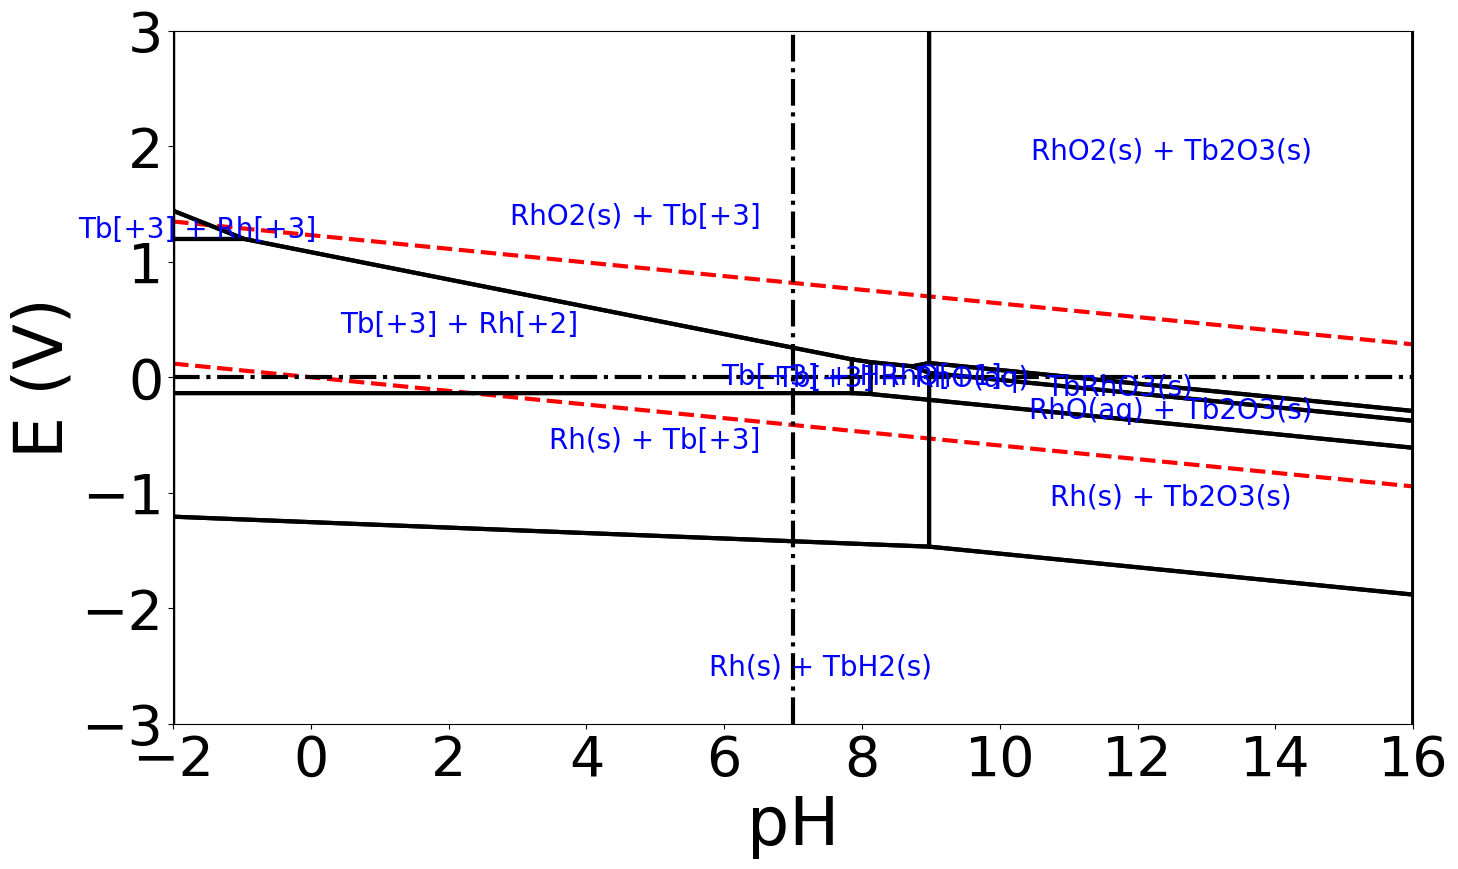 3
2
1
0
−1
−2
−3
E (V)
RhO2(s) + Tb2O3(s)
RhO2(s) + Tb[+3]
Tb[+3] + Rh[+3]
Tb[+3] + Rh[+2]
TbRhO3(s)
RhO(aq) + Tb2O3(s)
Rh(s) + Tb[+3]
Rh(s) + Tb2O3(s)
Rh(s) + TbH2(s)
−2 0 2 4 6 8 10 12 14 16
pH